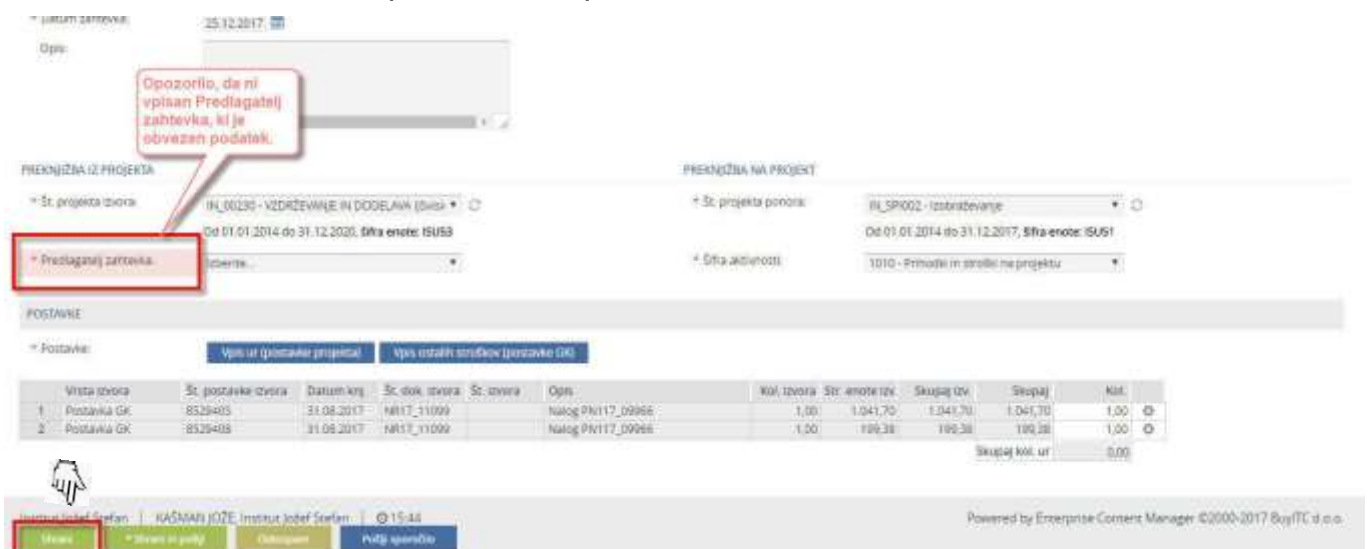 * Datum zahtevka: 25.12.2017
Opis:
Opozorilo, da ni
vpisan Predlagatelj
zahtevka, ki je
obvezen podatek.
PREKNJIŽBA IZ PROJEKTA PREKNJIŽBA NA PROJEKT
* Št. projekta izvora: IN_00230 - VZDRŽEVANJE IN DODELAVA * Št. projekta ponora: IN_SPI002 - Izobraževanje
Od 01.01.2014 do 31.12.2020, Šifra enote: ISUS3 Od 01.01.2014 do 31.12.2017, Šifra enote: ISUS1
* Predlagatelj zahtevka: Izberite... * Šifra aktivnosti: 1010 - Prihodki in stroški na projektu
POSTAVKE
* Postavke: Vpis ur (postavke projekta) Vpis ostalih stroškov (postavke GK)
Vrsta izvora Št. postavke izvora Datum knj. Št. dok. izvora Št. izvora Opis Kol. izvora Str. enote izv. Skupaj izv. Skupaj Kol.
1 Postavka GK 8529405 31.08.2017 NR17_11099 Nalog PN117_09966 1,00 1.041,70 1.041,70 1.041,70 1,00
2 Postavka GK 8529408 31.08.2017 NR17_11099 Nalog PN117_09966 1,00 199,38 199,38 199,38 1,00
Skupaj kol. ur 0,00
Institut Jožef Stefan | KAŠMAN JOŽE, Institut Jožef Stefan | 15:44 Powered by Enterprise Content Manager ©2000-2017 BuyITC d.o.o.
Shrani * Shrani in pošlji Odstopam Pošlji sporočilo